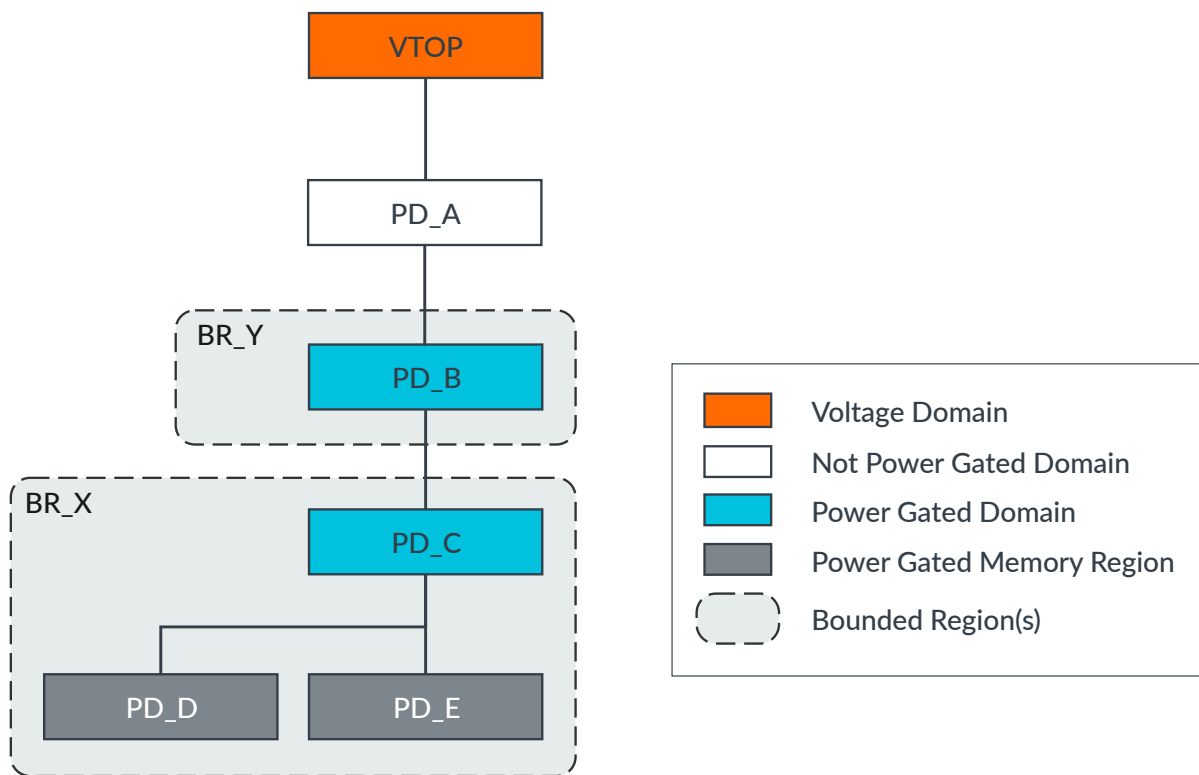 VTOP
PD_A
BR_Y
PD_B
BR_X
PD_C
PD_D
PD_E
Voltage Domain
Not Power Gated Domain
Power Gated Domain
Power Gated Memory Region
Bounded Region(s)